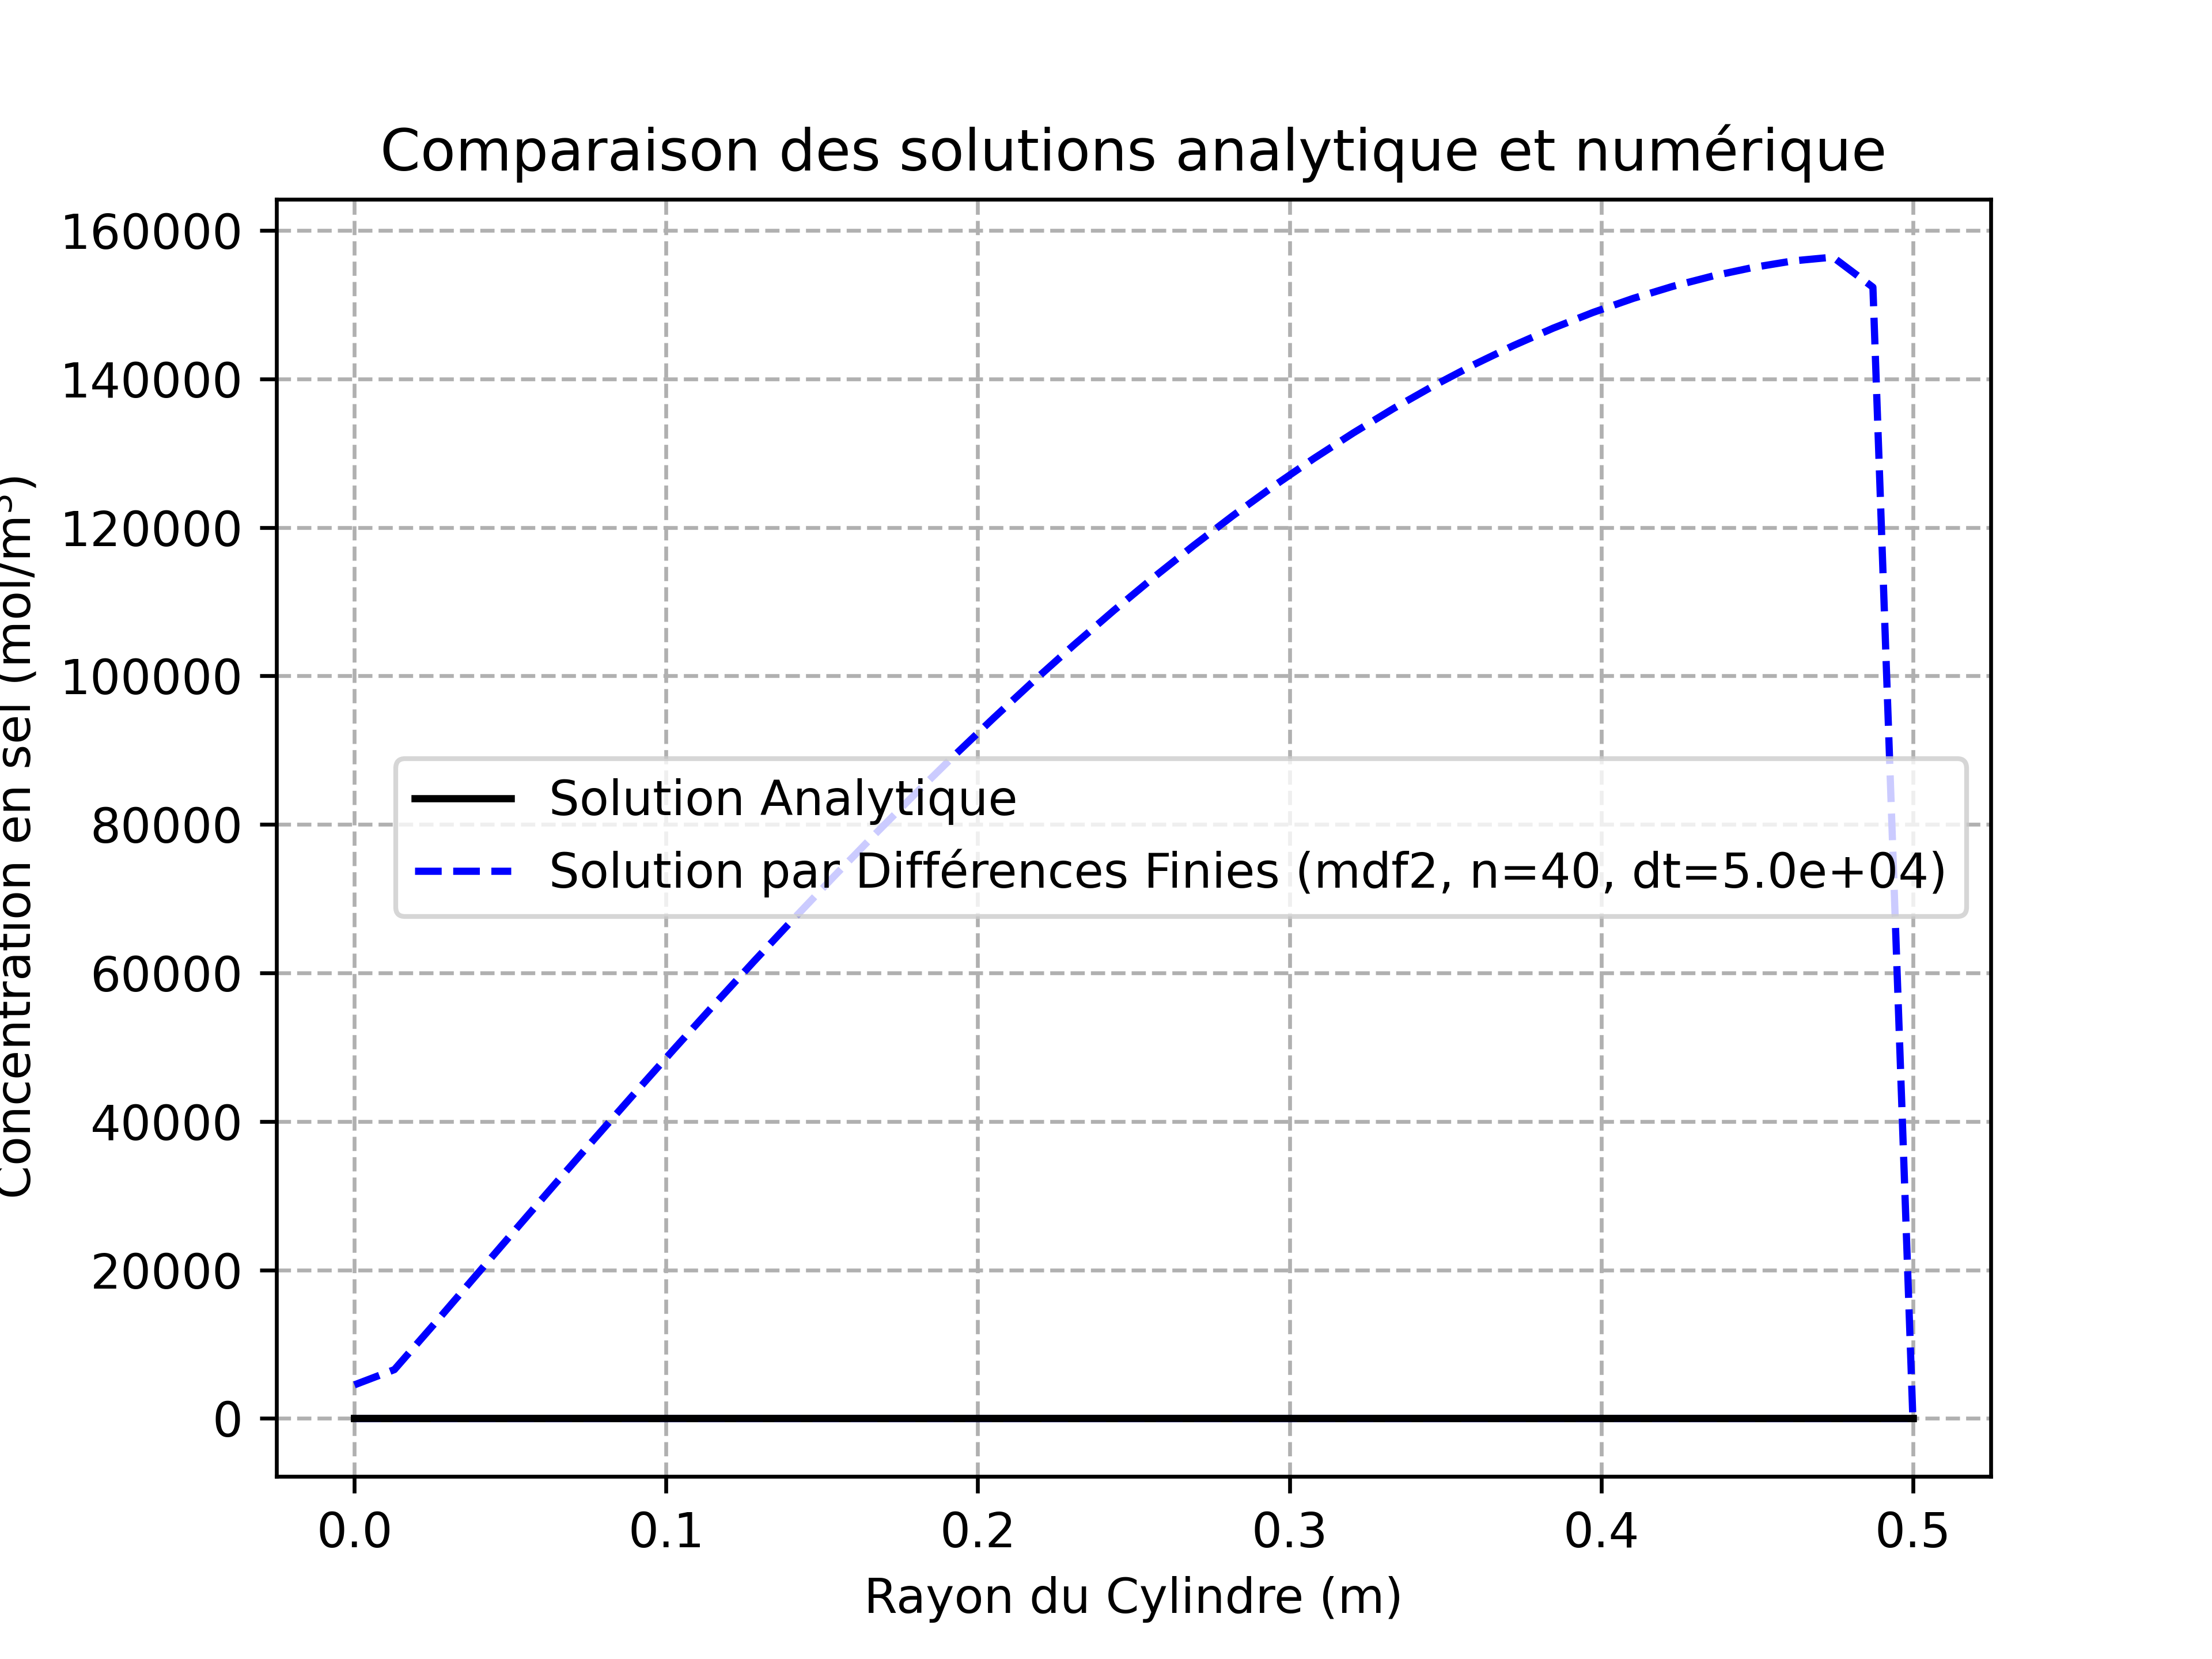 Comparaison des solutions analytique et numérique
160000
140000
120000
100000
80000
60000
40000
20000
0
Concentration en sel (mol/m³)
Solution Analytique
Solution par Différences Finies (mdf2, n=40, dt=5.0e+04)
0.0 0.1 0.2 0.3 0.4 0.5
Rayon du Cylindre (m)